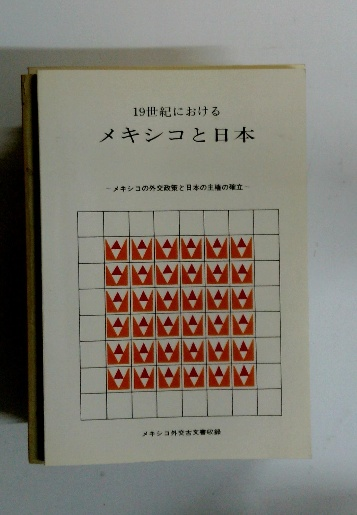 19世紀における
メキシコと日本
－メキシコの外交政策と日本の主権の確立－
メキシコ外交古文書収録